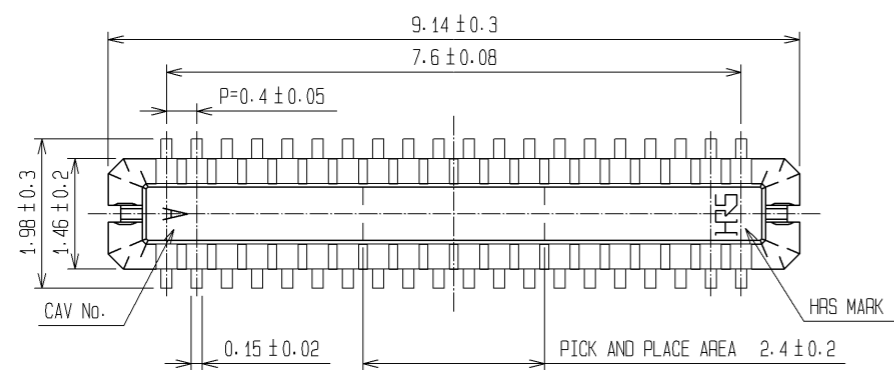 9.14±0.3
7.6±0.08
P=0.4±0.05
1.98±0.3
1.46±0.2
A
HRS
CAV No.
HRS MARK
0.15±0.02
PICK AND PLACE AREA 2.4±0.2